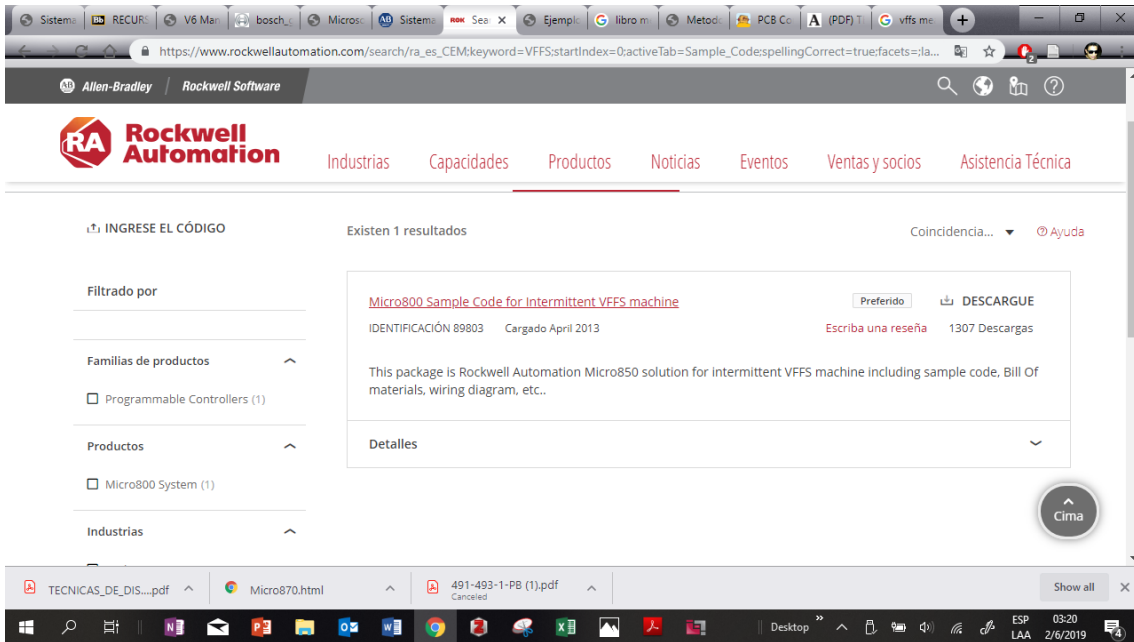 Sistema
RECURS
V6 Man
bosch_c
Microso
Sistema
Sear
Ejemplo
libro m
Metodo
PCB Co
(PDF) Ti
vffs me
https://www.rockwellautomation.com/search/ra_es_CEM;keyword=VFFS;startIndex=0;activeTab=Sample_Code;spellingCorrect=true;facets=;la...
Allen-Bradley
Rockwell Software
RA Rockwell
Automation
Industrias
Capacidades
Productos
Noticias
Eventos
Ventas y socios
Asistencia Técnica
INGRESE EL CÓDIGO
Existen 1 resultados
Coincidencia...
Ayuda
Filtrado por
Micro800 Sample Code for Intermittent VFFS machine
Preferido
DESCARGUE
IDENTIFICACIÓN 89803 Cargado April 2013
Escriba una reseña
1307 Descargas
Familias de productos
This package is Rockwell Automation Micro850 solution for intermittent VFFS machine including sample code, Bill Of
materials, wiring diagram, etc..
Programmable Controllers (1)
Productos
Detalles
Micro800 System (1)
Industrias
Cima
TECNICAS_DE_DIS....pdf
Micro870.html
491-493-1-PB (1).pdf
Canceled
Show all
Desktop
ESP
LAA
03:20
2/6/2019
4